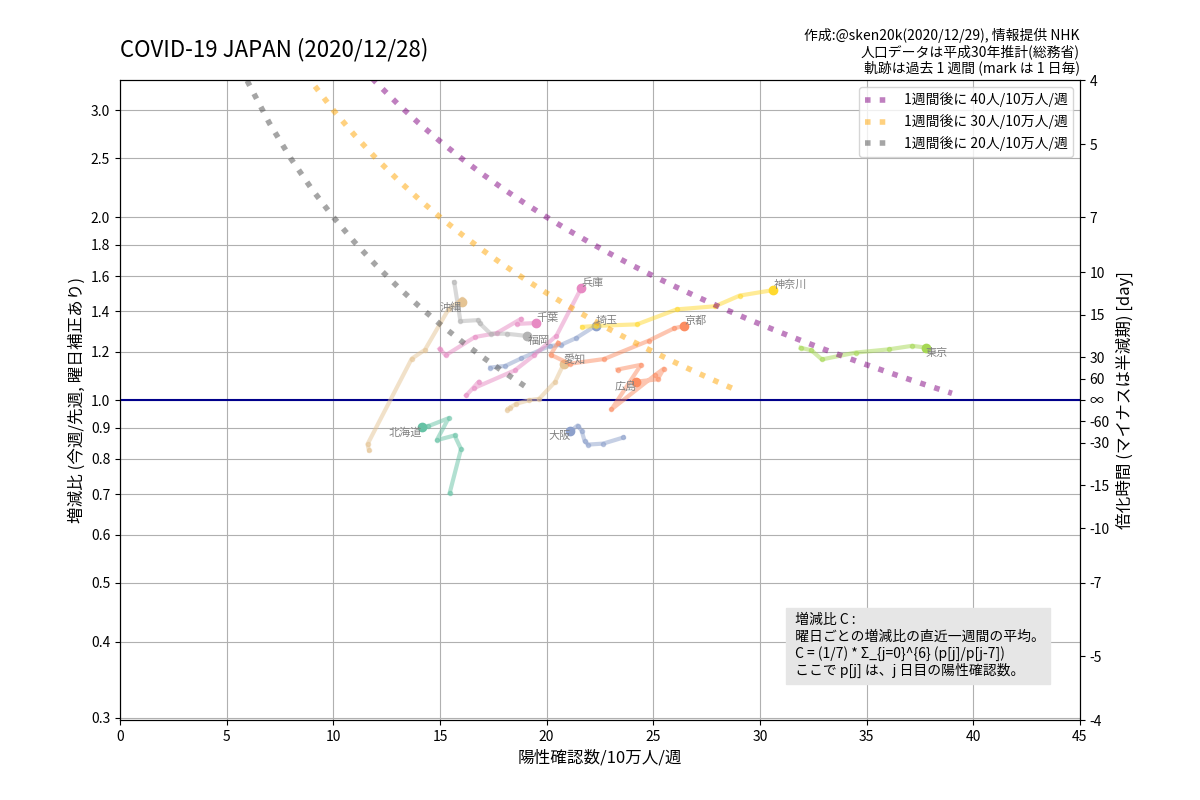 COVID-19 JAPAN (2020/12/28)
作成:@sken20k(2020/12/29), 情報提供 NHK
人口データは平成30年推計(総務省)
軌跡は過去１週間 (mark は１日毎)
1週間後に 40人/10万人/週
1週間後に 30人/10万人/週
1週間後に 20人/10万人/週
3.0
2.5
2.0
1.8
1.6
1.4
1.2
1.0
0.9
0.8
0.7
0.6
0.5
0.4
0.3
増減比 (今週/先週, 曜日補正あり)
兵庫
神奈川
沖縄
千葉
埼玉
京都
福岡
愛知
東京
広島
北海道
大阪
4
5
7
10
15
30
60
∞
-60
-30
-15
-10
-7
-5
-4
倍化時間 (マイナスは半減期) [day]
増減比 C :
曜日ごとの増減比の直近一週間の平均。
C = (1/7) * Σ_{j=0}^{6} (p[j]/p[j-7])
ここで p[j] は、j 日目の陽性確認数。
0 5 10 15 20 25 30 35 40 45
陽性確認数/10万人/週